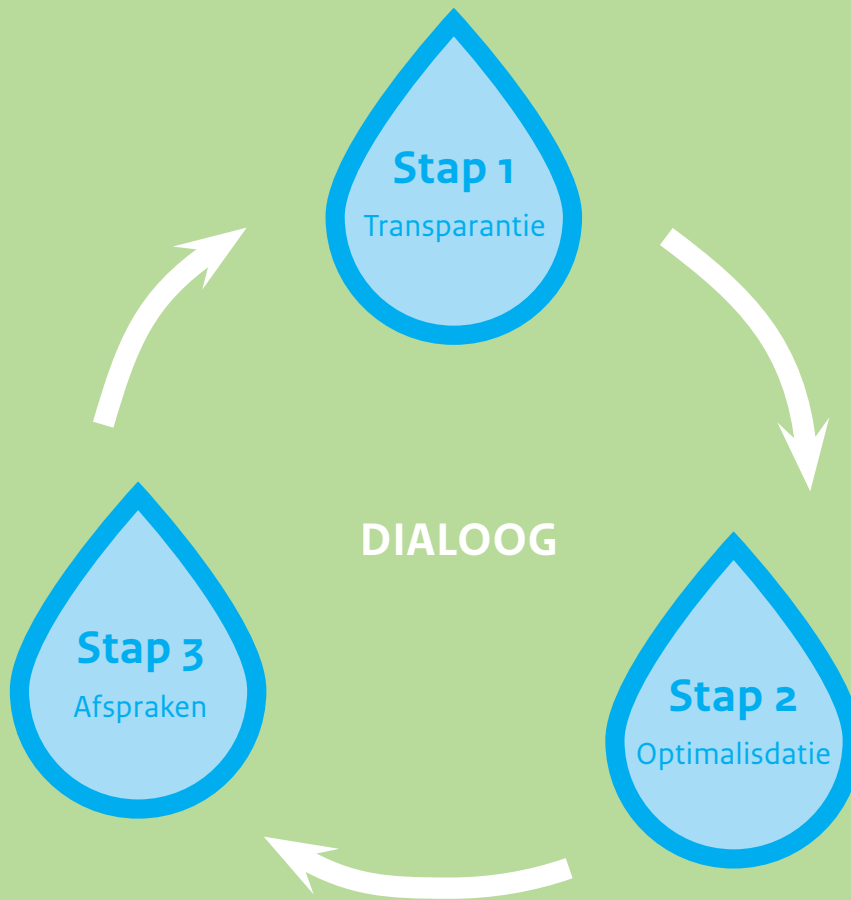 Stap 1
Transparantie
DIALOOG
Stap 2
Optimalisdatie
Stap 3
Afspraken